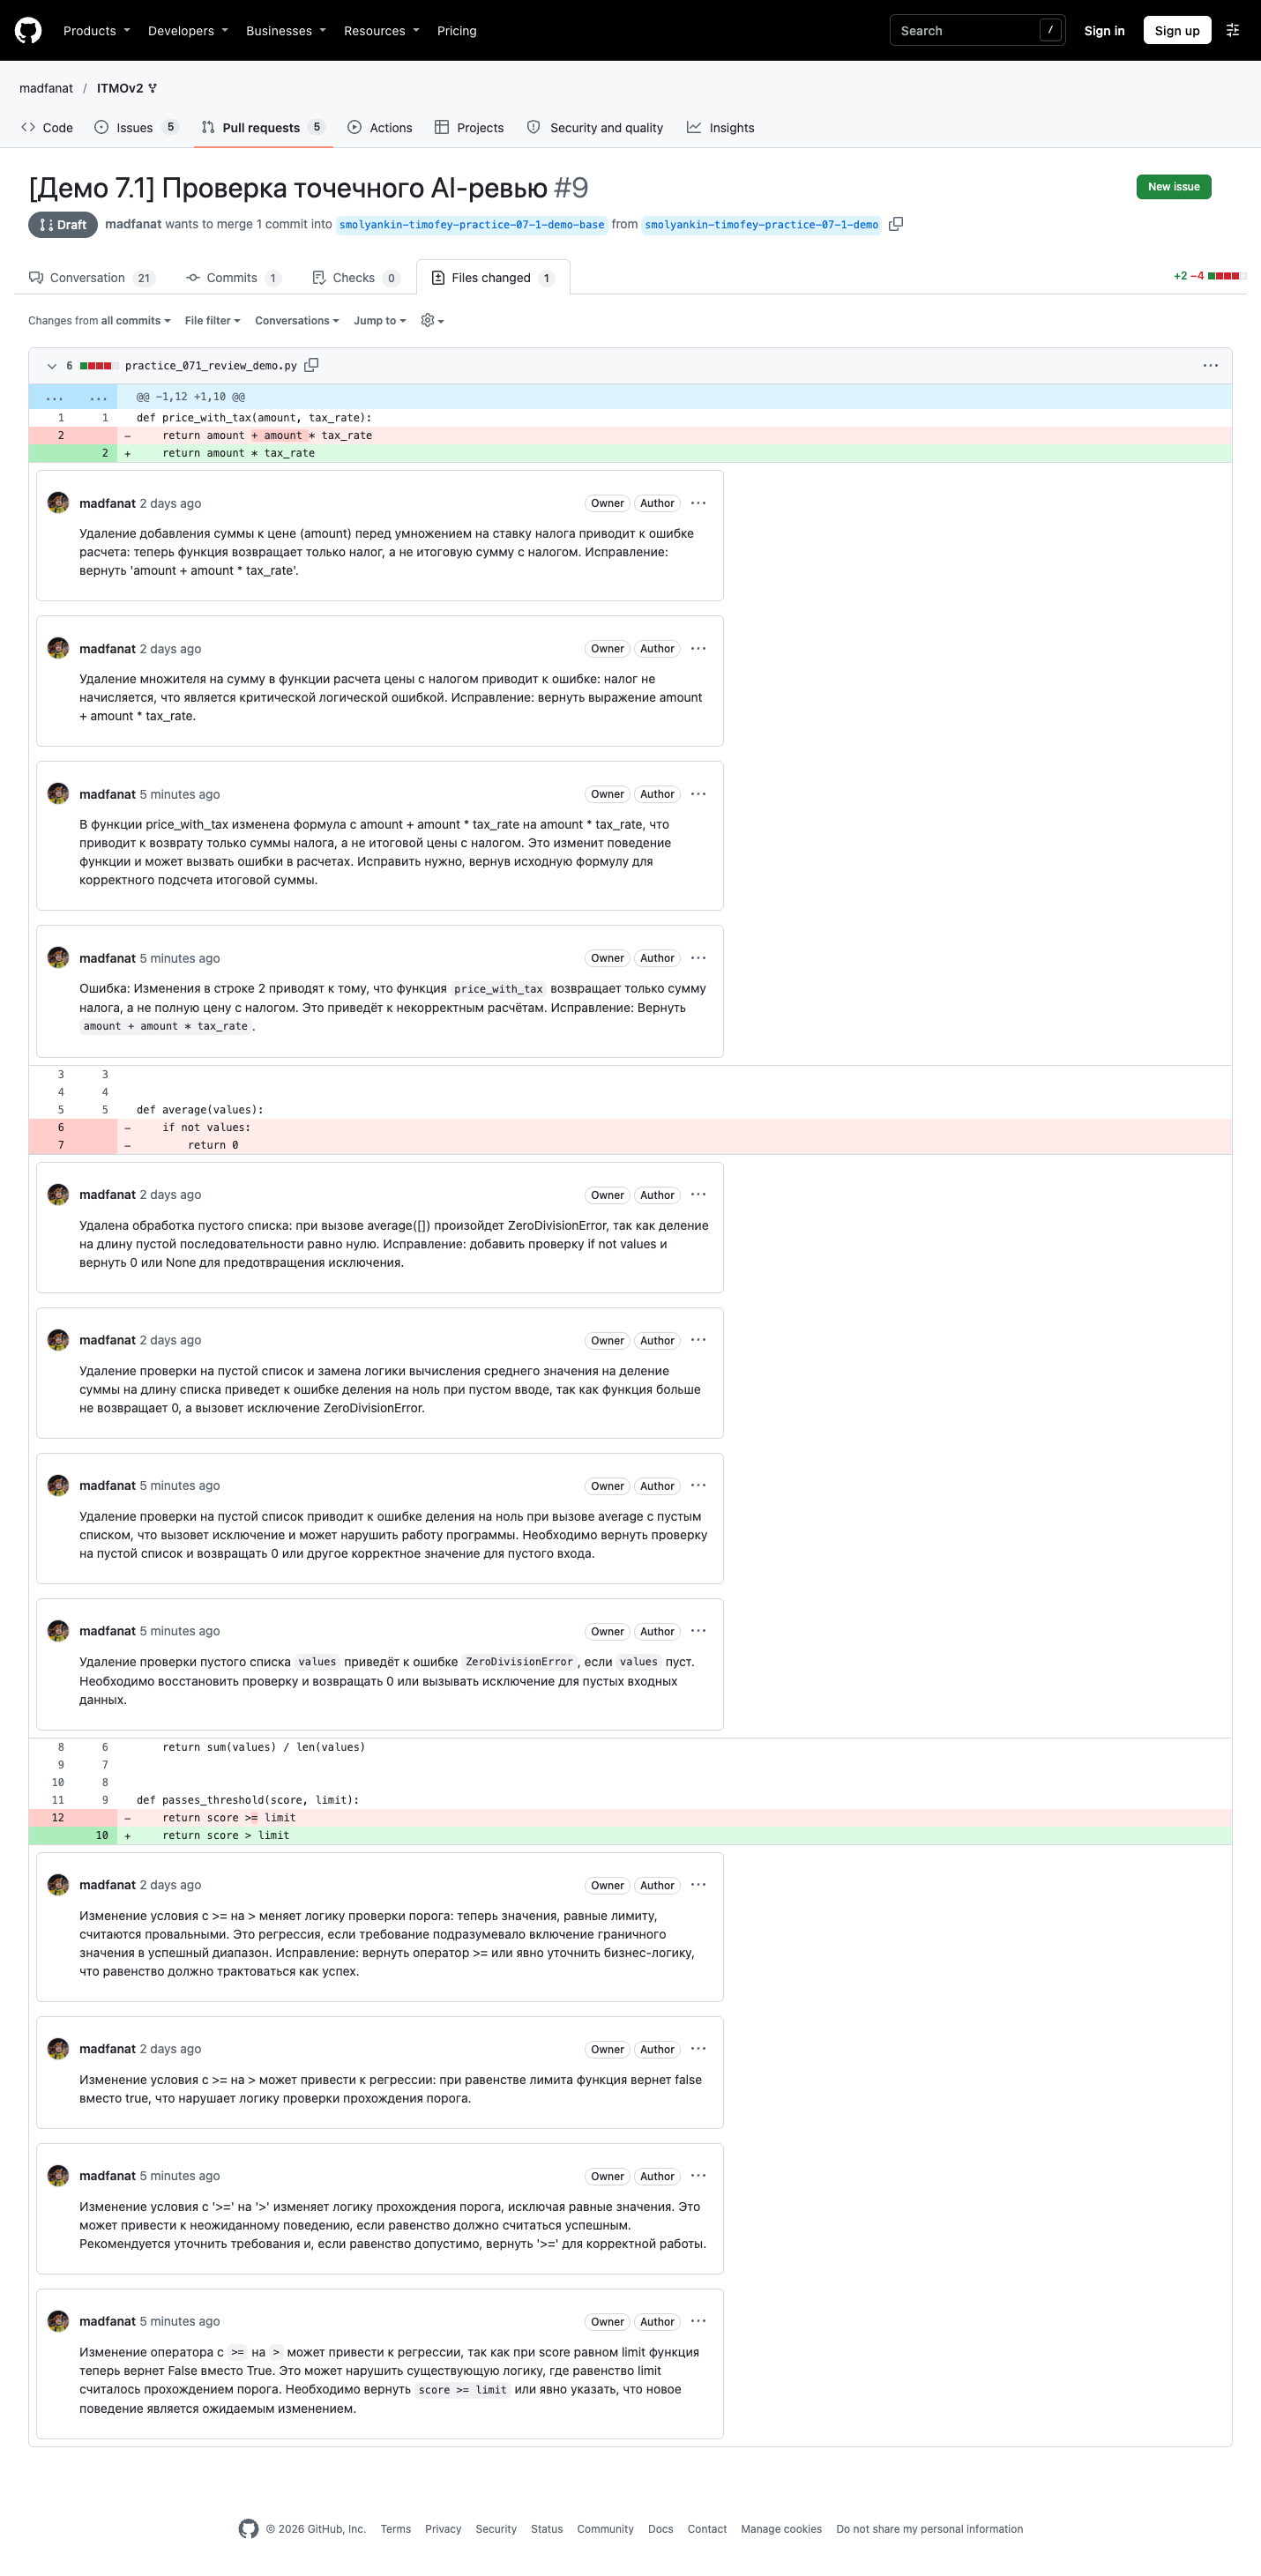 Products Developers Businesses Resources Pricing Search / Sign in Sign up
madfanat / ITMOv2
Code Issues 5 Pull requests 5 Actions Projects Security and quality Insights
[Демо 7.1] Проверка точечного AI-ревью #9 New issue
Draft madfanat wants to merge 1 commit into smolyankin-timofey-practice-07-1-demo-base from smolyankin-timofey-practice-07-1-demo
Conversation 21 Commits 1 Checks 0 Files changed 1 +2 −4
Changes from all commits File filter Conversations Jump to
6 practice_071_review_demo.py
... ... @@ -1,12 +1,10 @@
1 1 def price_with_tax(amount, tax_rate):
2 - return amount + amount * tax_rate
2 + return amount * tax_rate
madfanat 2 days ago Owner Author
Удаление добавления суммы к цене (amount) перед умножением на ставку налога приводит к ошибке
расчета: теперь функция возвращает только налог, а не итоговую сумму с налогом. Исправление:
вернуть 'amount + amount * tax_rate'.
madfanat 2 days ago Owner Author
Удаление множителя на сумму в функции расчета цены с налогом приводит к ошибке: налог не
начисляется, что является критической логической ошибкой. Исправление: вернуть выражение amount
+ amount * tax_rate.
madfanat 5 minutes ago Owner Author
В функции price_with_tax изменена формула с amount + amount * tax_rate на amount * tax_rate, что
приводит к возврату только суммы налога, а не итоговой цены с налогом. Это изменит поведение
функции и может вызвать ошибки в расчетах. Исправить нужно, вернув исходную формулу для
корректного подсчета итоговой суммы.
madfanat 5 minutes ago Owner Author
Ошибка: Изменения в строке 2 приводят к тому, что функция price_with_tax возвращает только сумму
налога, а не полную цену с налогом. Это приведёт к некорректным расчётам. Исправление: Вернуть
amount + amount * tax_rate.
3 3
4 4
5 5 def average(values):
6 - if not values:
7 - return 0
madfanat 2 days ago Owner Author
Удалена обработка пустого списка: при вызове average([]) произойдет ZeroDivisionError, так как деление
на длину пустой последовательности равно нулю. Исправление: добавить проверку if not values и
вернуть 0 или None для предотвращения исключения.
madfanat 2 days ago Owner Author
Удаление проверки на пустой список и замена логики вычисления среднего значения на деление
суммы на длину списка приведет к ошибке деления на ноль при пустом вводе, так как функция больше
не возвращает 0, а вызовет исключение ZeroDivisionError.
madfanat 5 minutes ago Owner Author
Удаление проверки на пустой список приводит к ошибке деления на ноль при вызове average с пустым
списком, что вызовет исключение и может нарушить работу программы. Необходимо вернуть проверку
на пустой список и возвращать 0 или другое корректное значение для пустого входа.
madfanat 5 minutes ago Owner Author
Удаление проверки пустого списка values приведёт к ошибке ZeroDivisionError, если values пуст.
Необходимо восстановить проверку и возвращать 0 или вызывать исключение для пустых входных
данных.
8 6 return sum(values) / len(values)
9 7
10 8
11 9 def passes_threshold(score, limit):
12 - return score >= limit
10 + return score > limit
madfanat 2 days ago Owner Author
Изменение условия с >= на > меняет логику проверки порога: теперь значения, равные лимиту,
считаются провальными. Это регрессия, если требование подразумевало включение граничного
значения в успешный диапазон. Исправление: вернуть оператор >= или явно уточнить бизнес-логику,
что равенство должно трактоваться как успех.
madfanat 2 days ago Owner Author
Изменение условия с >= на > может привести к регрессии: при равенстве лимита функция вернет false
вместо true, что нарушает логику проверки прохождения порога.
madfanat 5 minutes ago Owner Author
Изменение условия с '>=' на '>' изменяет логику прохождения порога, исключая равные значения. Это
может привести к неожиданному поведению, если равенство должно считаться успешным.
Рекомендуется уточнить требования и, если равенство допустимо, вернуть '>=' для корректной работы.
madfanat 5 minutes ago Owner Author
Изменение оператора с >= на > может привести к регрессии, так как при score равном limit функция
теперь вернет False вместо True. Это может нарушить существующую логику, где равенство limit
считалось прохождением порога. Необходимо вернуть score >= limit или явно указать, что новое
поведение является ожидаемым изменением.
© 2026 GitHub, Inc. Terms Privacy Security Status Community Docs Contact Manage cookies Do not share my personal information